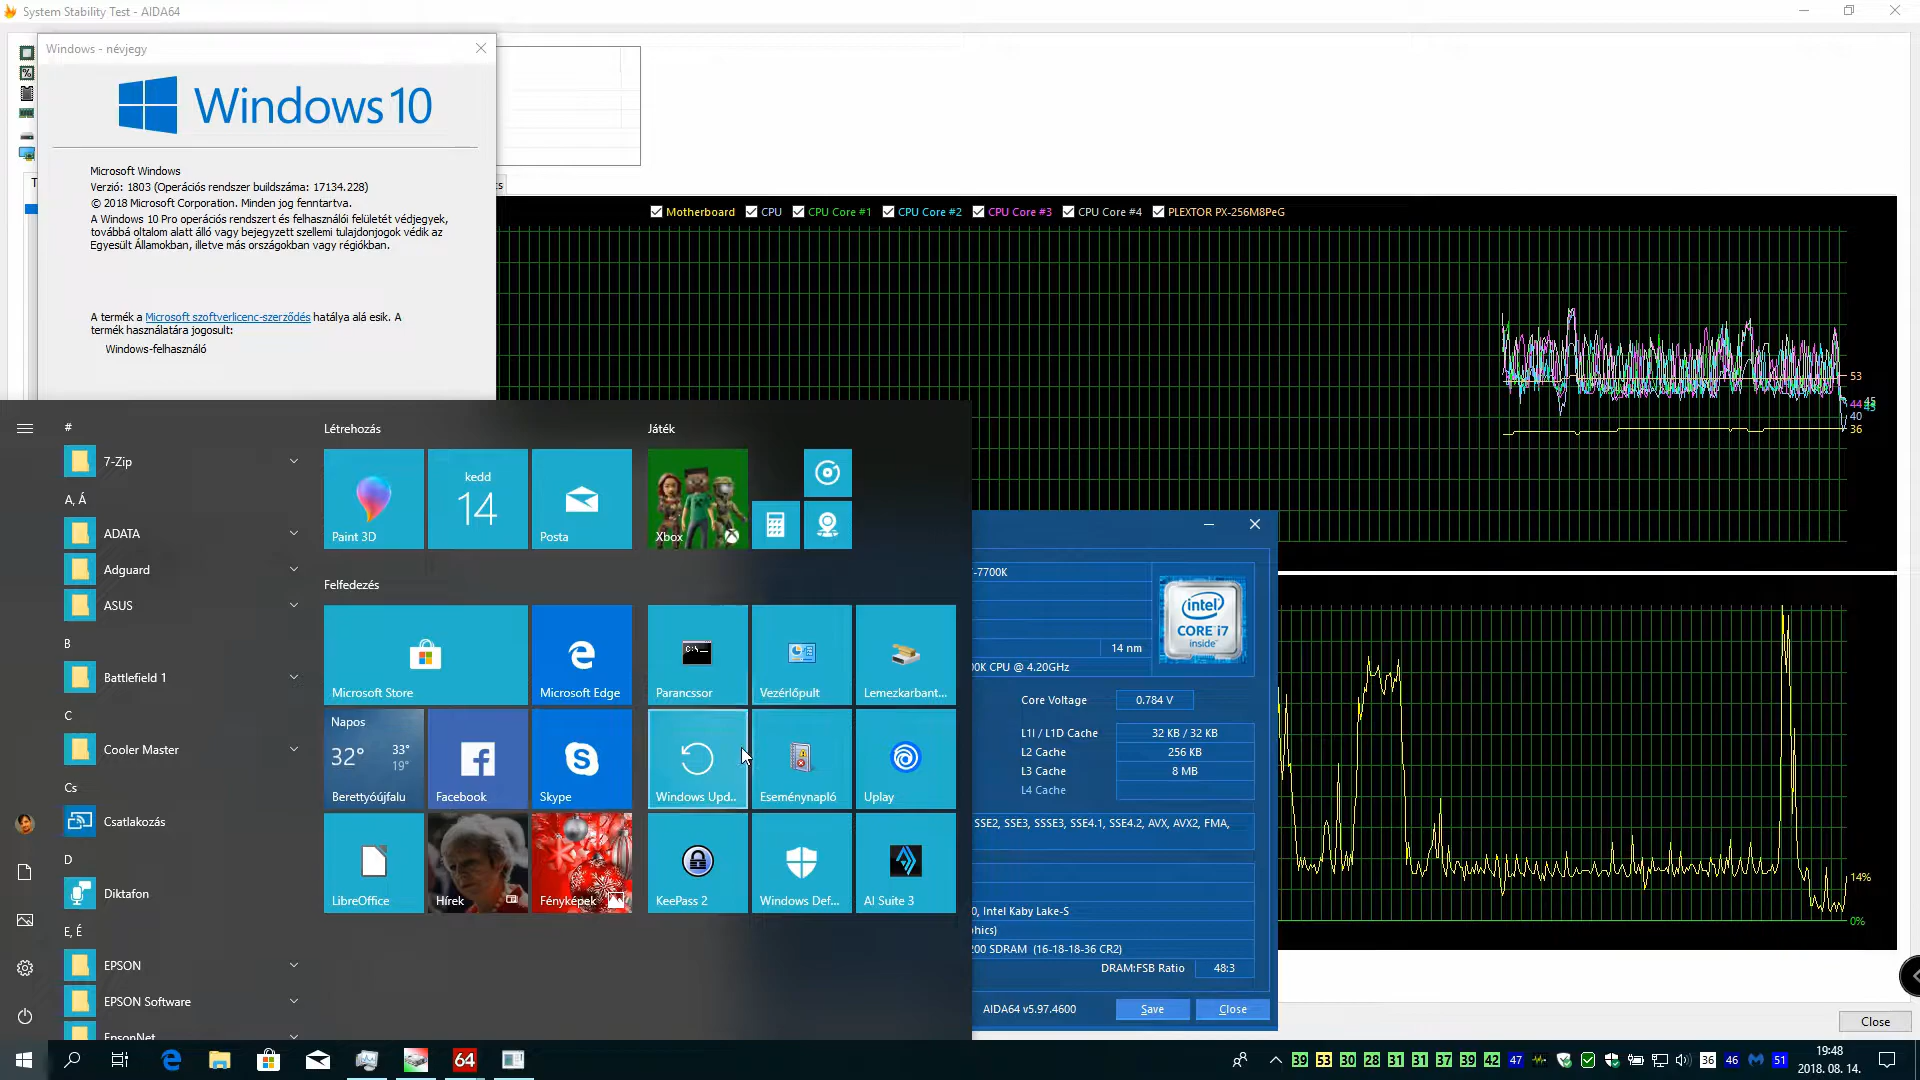 System Stability Test - AIDA64
Windows - névjegy
Windows 10
Microsoft Windows
Verzió: 1803 (Operációs rendszer buildszáma: 17134.228)
© 2018 Microsoft Corporation. Minden jog fenntartva.
A Windows 10 Pro operációs rendszert és felhasználói felületét védjegyek,
továbbá oltalom alatt álló vagy bejegyzett szellemi tulajdonjogok védik az
Egyesült Államokban, illetve más országokban vagy régiókban.
A termék a Microsoft szoftverlicenc-szerződés hatálya alá esik. A
termék használatára jogosult:
Windows-felhasználó
Motherboard CPU CPU Core #1 CPU Core #2 CPU Core #3 CPU Core #4 PLEXTOR PX-256M8PeG
53
44
45
43
40
36
#
7-Zip
A, Á
ADATA
Adguard
ASUS
B
Battlefield 1
C
Cooler Master
Cs
Csatlakozás
D
Diktafon
E, É
EPSON
EPSON Software
EpsonNet
Létrehozás
Paint 3D
kedd
14
Posta
Játék
Xbox
Felfedezés
Microsoft Store
Microsoft Edge
Parancssor
Vezérlőpult
Lemezkarbant...
Napos
32°
33°
19°
Berettyóújfalu
Facebook
Skype
Windows Upd..
Eseménynapló
Uplay
LibreOffice
Hírek
Fényképek
KeePass 2
Windows Def...
AI Suite 3
-7700K
intel
CORE i7
inside
14 nm
0K CPU @ 4.20GHz
Core Voltage 0.784 V
L1I / L1D Cache 32 KB / 32 KB
L2 Cache 256 KB
L3 Cache 8 MB
L4 Cache
SSE2, SSE3, SSSE3, SSE4.1, SSE4.2, AVX, AVX2, FMA,
0, Intel Kaby Lake-S
phics)
200 SDRAM (16-18-18-36 CR2)
DRAM:FSB Ratio 48:3
AIDA64 v5.97.4600 Save Close
14%
0%
Close
64
39 53 30 28 31 31 37 39 42 47 36 46 51
19:48
2018. 08. 14.